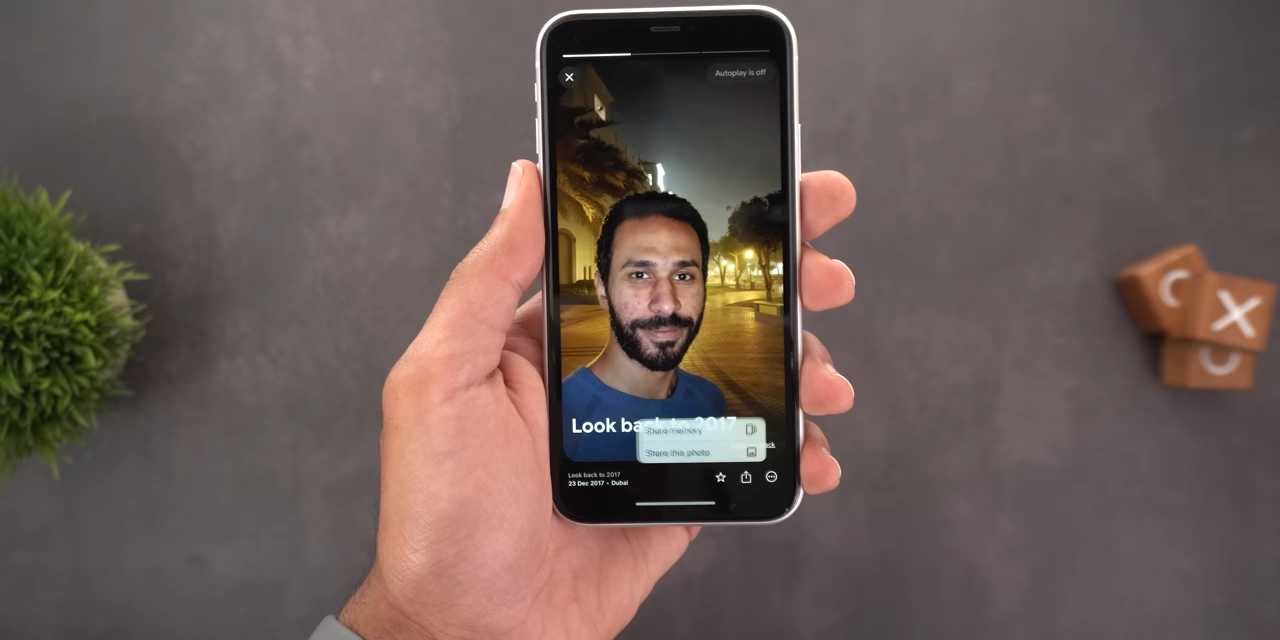 Autoplay is off
Look back to 2017
Share memory
Share this photo
Look back to 2017
23 Dec 2017 • Dubai
C
X